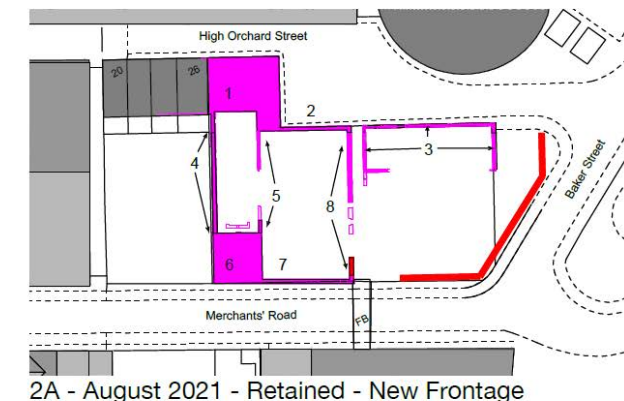 High Orchard Street
20
26
1
2
3
4
5
8
6
7
Baker Street
Merchants' Road
FB
2A - August 2021 - Retained - New Frontage